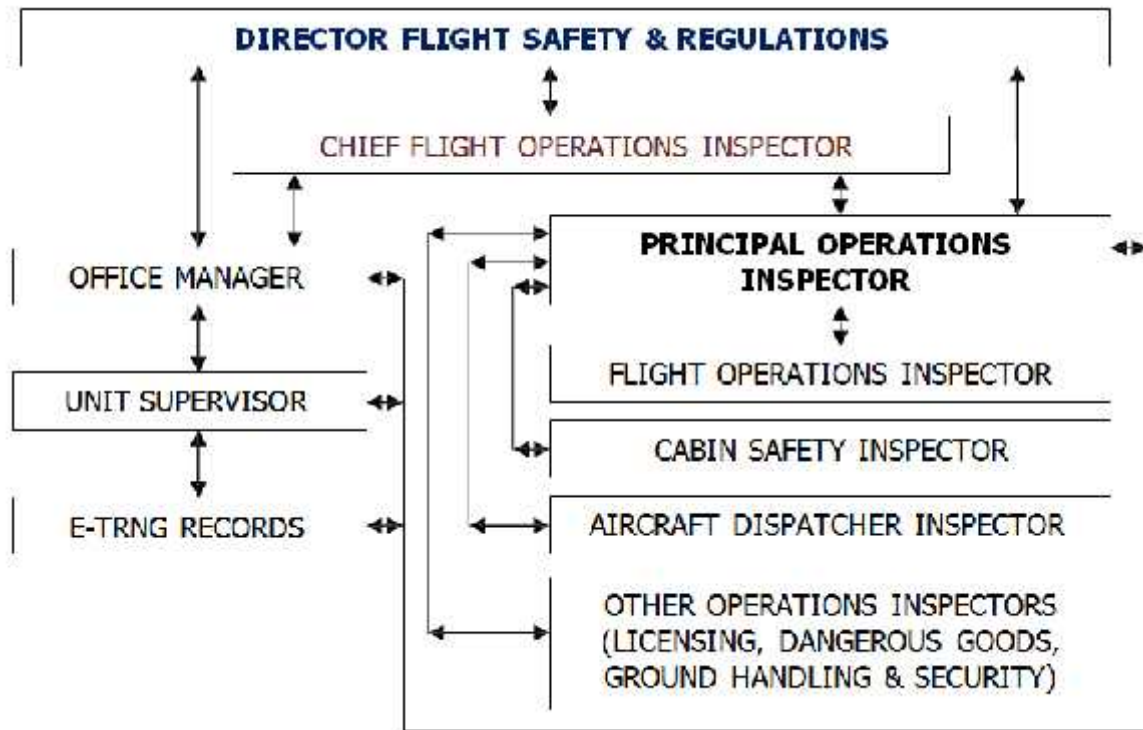 DIRECTOR FLIGHT SAFETY & REGULATIONS
CHIEF FLIGHT OPERATIONS INSPECTOR
OFFICE MANAGER
PRINCIPAL OPERATIONS
INSPECTOR
UNIT SUPERVISOR
FLIGHT OPERATIONS INSPECTOR
CABIN SAFETY INSPECTOR
E-TRNG RECORDS
AIRCRAFT DISPATCHER INSPECTOR
OTHER OPERATIONS INSPECTORS
(LICENSING, DANGEROUS GOODS,
GROUND HANDLING & SECURITY)